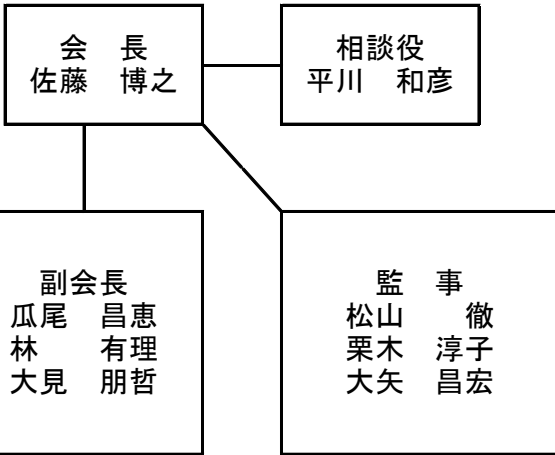 会　長
佐藤　博之
相談役
平川　和彦
副会長
瓜尾　昌恵
林　　有理
大見　朋哲
監　事
松山　　徹
栗木　淳子
大矢　昌宏